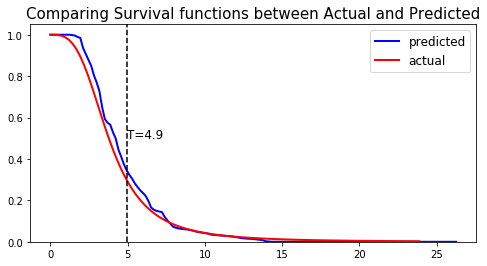 Comparing Survival functions between Actual and Predicted
1.0
predicted
actual
0.8
0.6
T=4.9
0.4
0.2
0.0
0 5 10 15 20 25